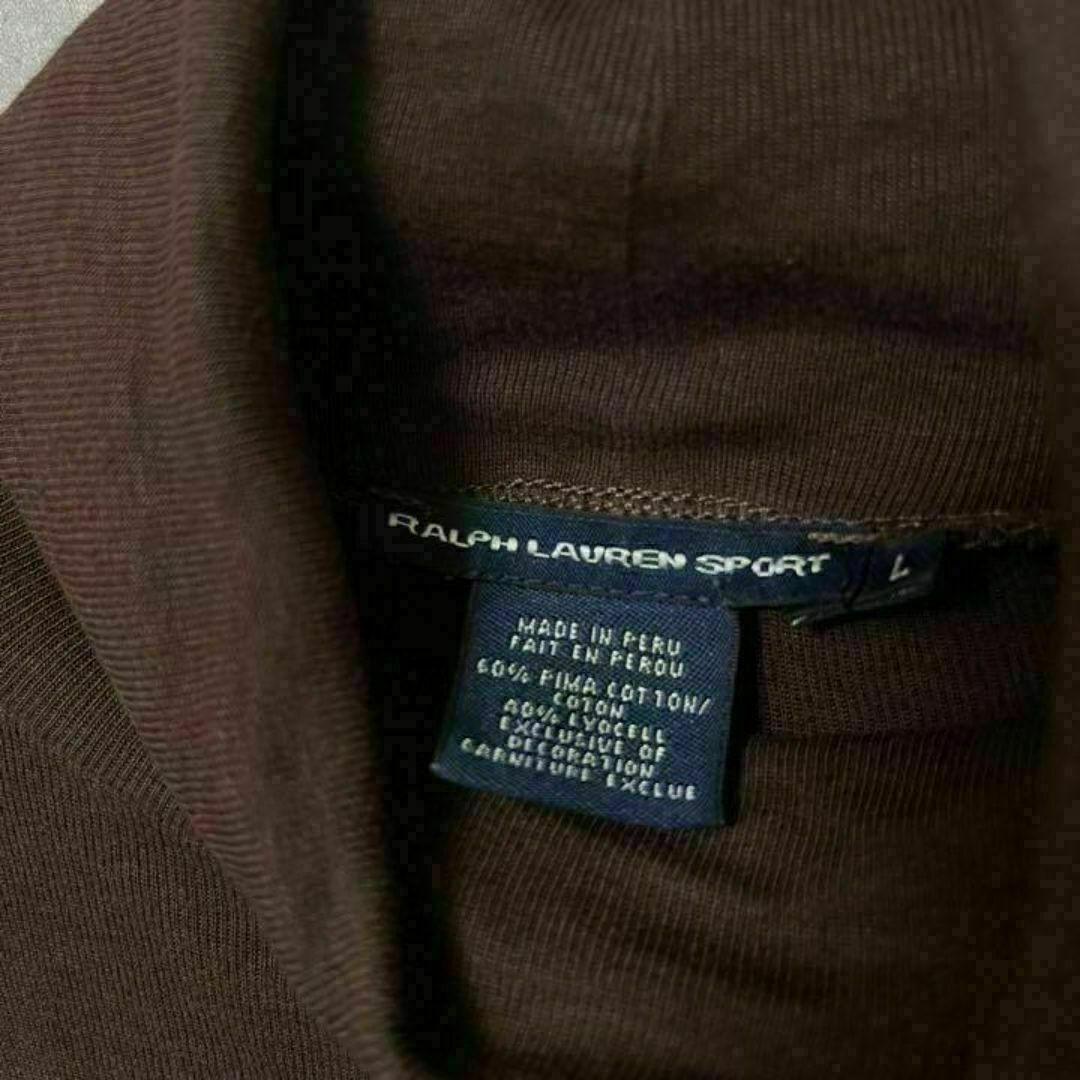 RALPH LAUREN SPORT L
MADE IN PERU
FAIT EN PEROU
60% PIMA COTTON/
COTON
40% LYOCELL
EXCLUSIVE OF
DECORATION
GARNITURE EXCLUE